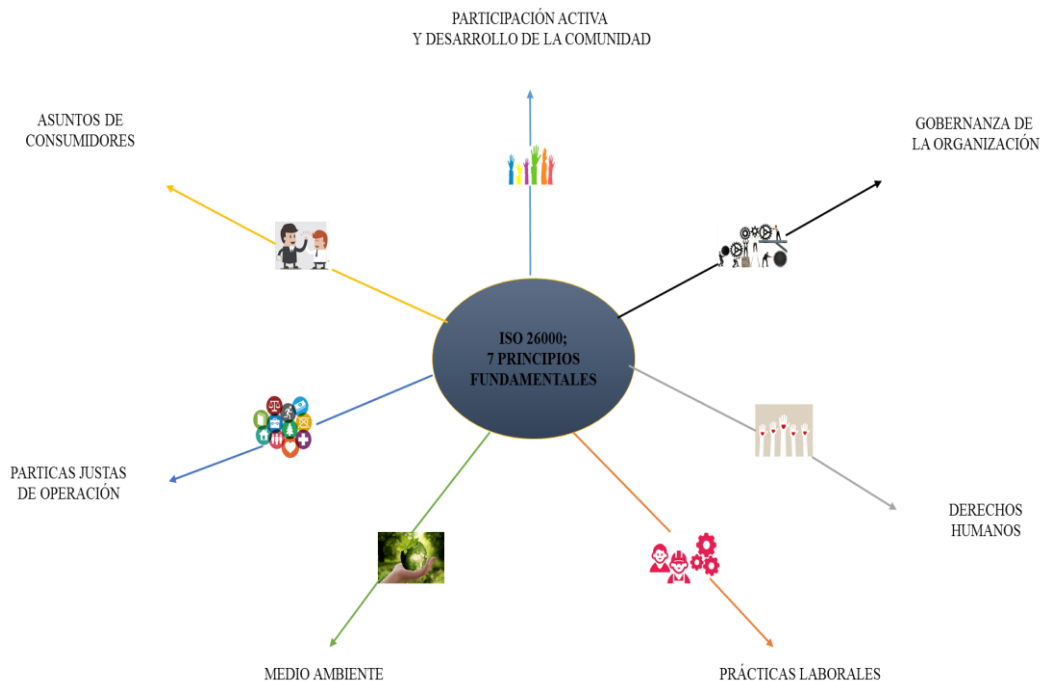 PARTICIPACIÓN ACTIVA
Y DESARROLLO DE LA COMUNIDAD
ASUNTOS DE
CONSUMIDORES
GOBERNANZA DE
LA ORGANIZACIÓN
ISO 26000;
7 PRINCIPIOS
FUNDAMENTALES
PARTICAS JUSTAS
DE OPERACIÓN
DERECHOS
HUMANOS
MEDIO AMBIENTE
PRÁCTICAS LABORALES